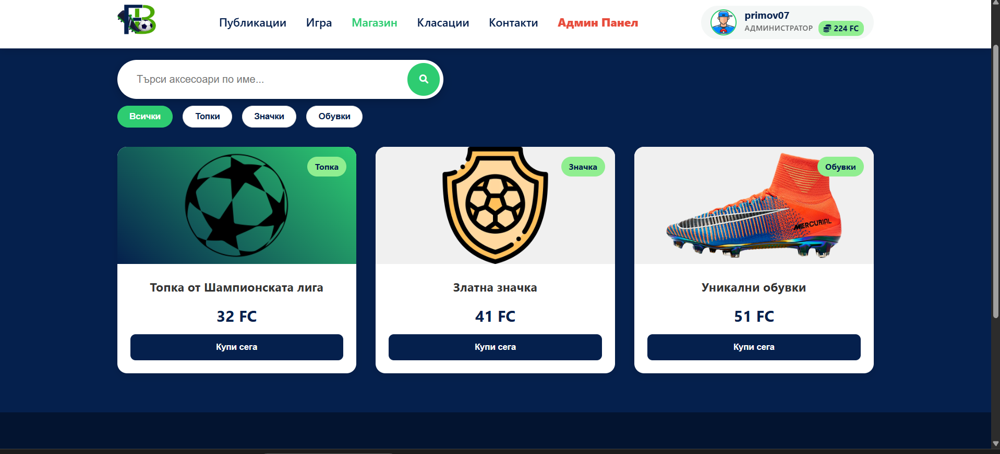 FB
Публикации Игра Магазин Класации Контакти Админ Панел
primov07
АДМИНИСТРАТОР 224 FC
Търси аксесоари по име...
Всички Топки Значки Обувки
Топка
Значка
Обувки
MERCURIAL
Топка от Шампионската лига
32 FC
Купи сега
Златна значка
41 FC
Купи сега
Уникални обувки
51 FC
Купи сега